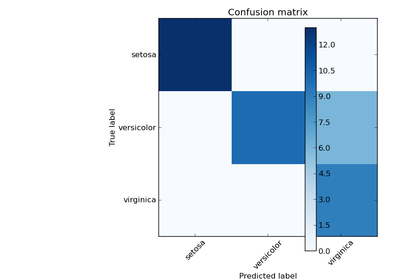 Confusion matrix
setosa
versicolor
virginica
True label
setosa
versicolor
virginica
Predicted label
12.0
10.5
9.0
7.5
6.0
4.5
3.0
1.5
0.0